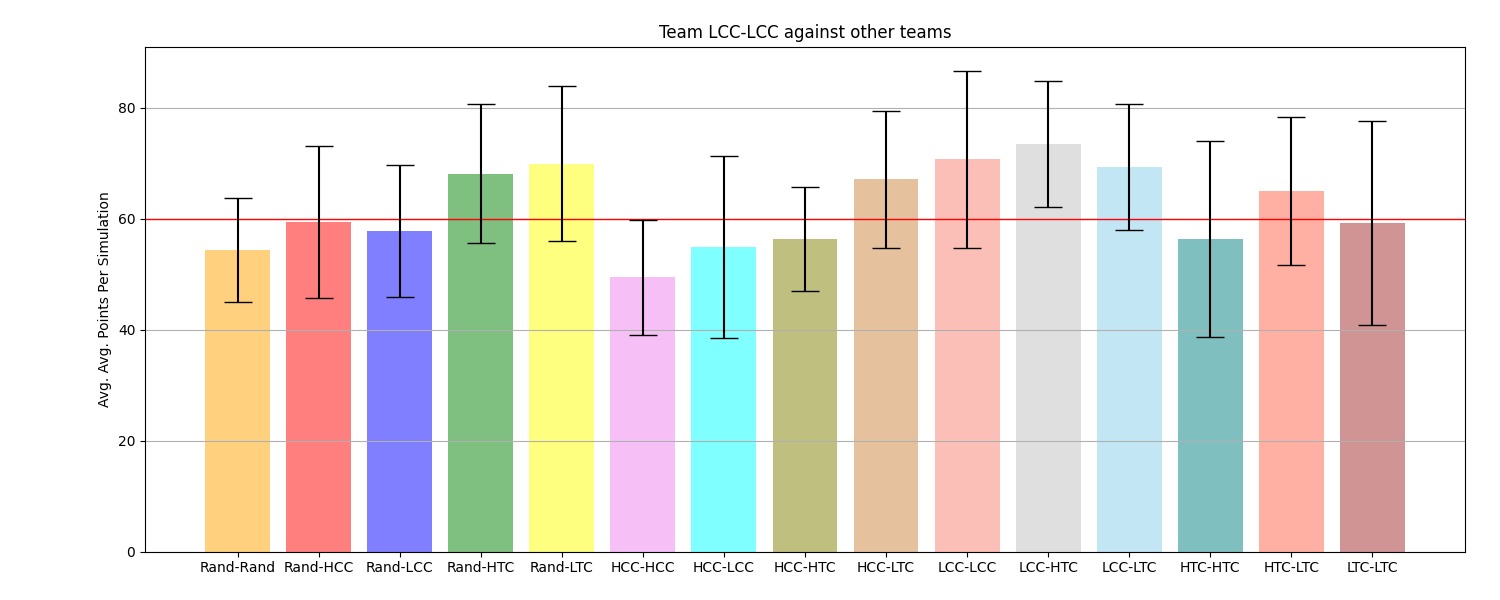 Team LCC-LCC against other teams
Avg. Avg. Points Per Simulation
80
60
40
20
0
Rand-Rand Rand-HCC Rand-LCC Rand-HTC Rand-LTC HCC-HCC HCC-LCC HCC-HTC HCC-LTC LCC-LCC LCC-HTC LCC-LTC HTC-HTC HTC-LTC LTC-LTC